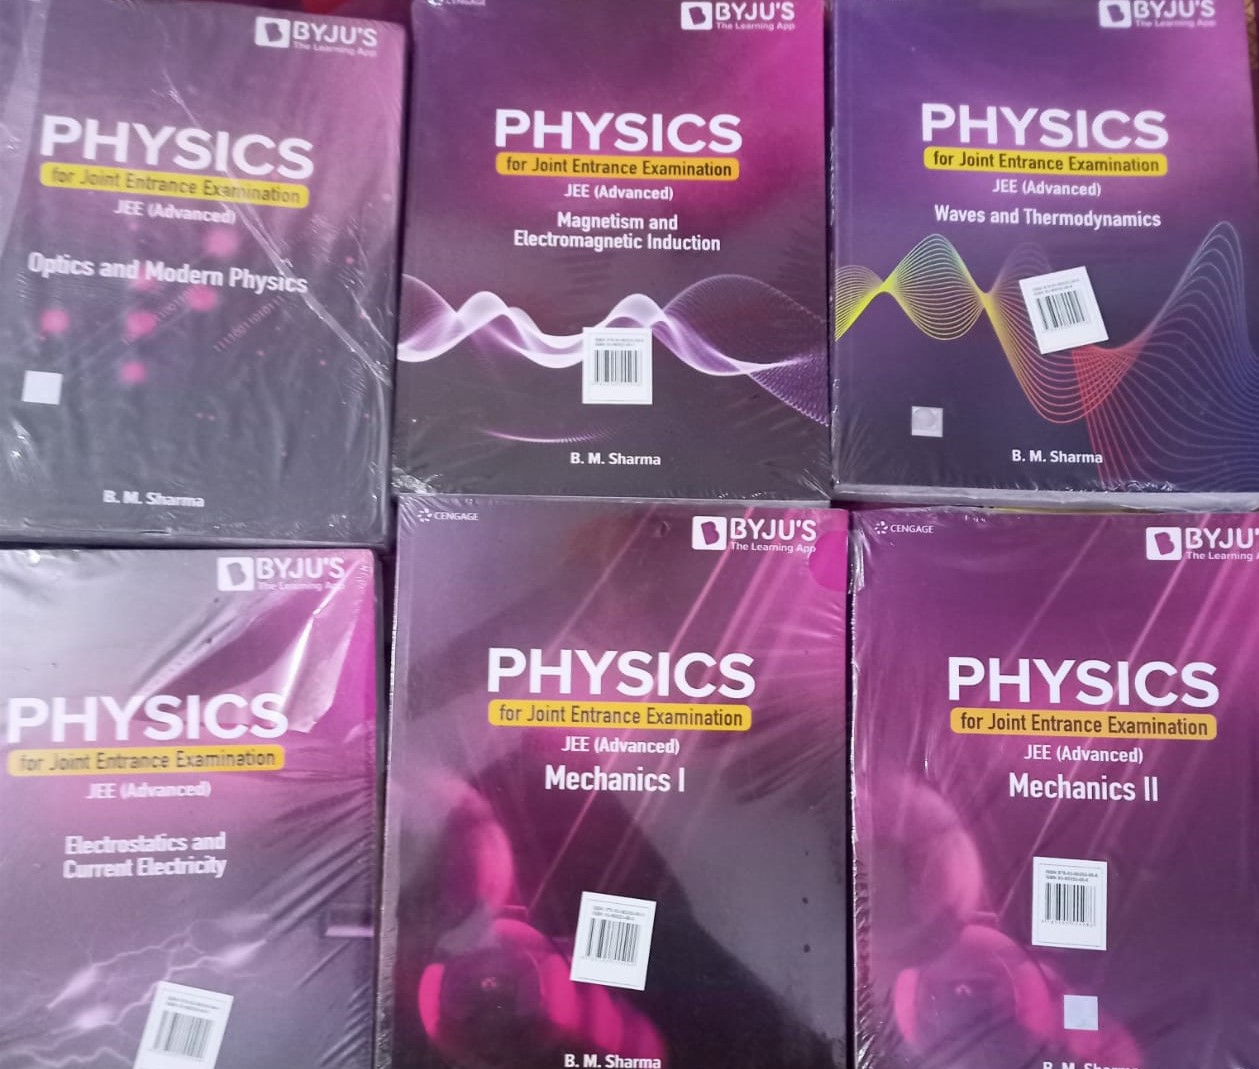 BYJU'S
The Learning App
PHYSICS
for Joint Entrance Examination
JEE (Advanced)
Optics and Modern Physics
B. M. Sharma
CENGAGE
BYJU'S
The Learning App
PHYSICS
for Joint Entrance Examination
JEE (Advanced)
Magnetism and
Electromagnetic Induction
B. M. Sharma
BYJU'S
The Learning App
PHYSICS
for Joint Entrance Examination
JEE (Advanced)
Waves and Thermodynamics
B. M. Sharma
BYJU'S
The Learning App
PHYSICS
for Joint Entrance Examination
JEE (Advanced)
Electrostatics and
Current Electricity
CENGAGE
BYJU'S
The Learning App
PHYSICS
for Joint Entrance Examination
JEE (Advanced)
Mechanics I
B. M. Sharma
CENGAGE
BYJU'
The Learning A
PHYSICS
for Joint Entrance Examination
JEE (Advanced)
Mechanics II
B. M. Sharma